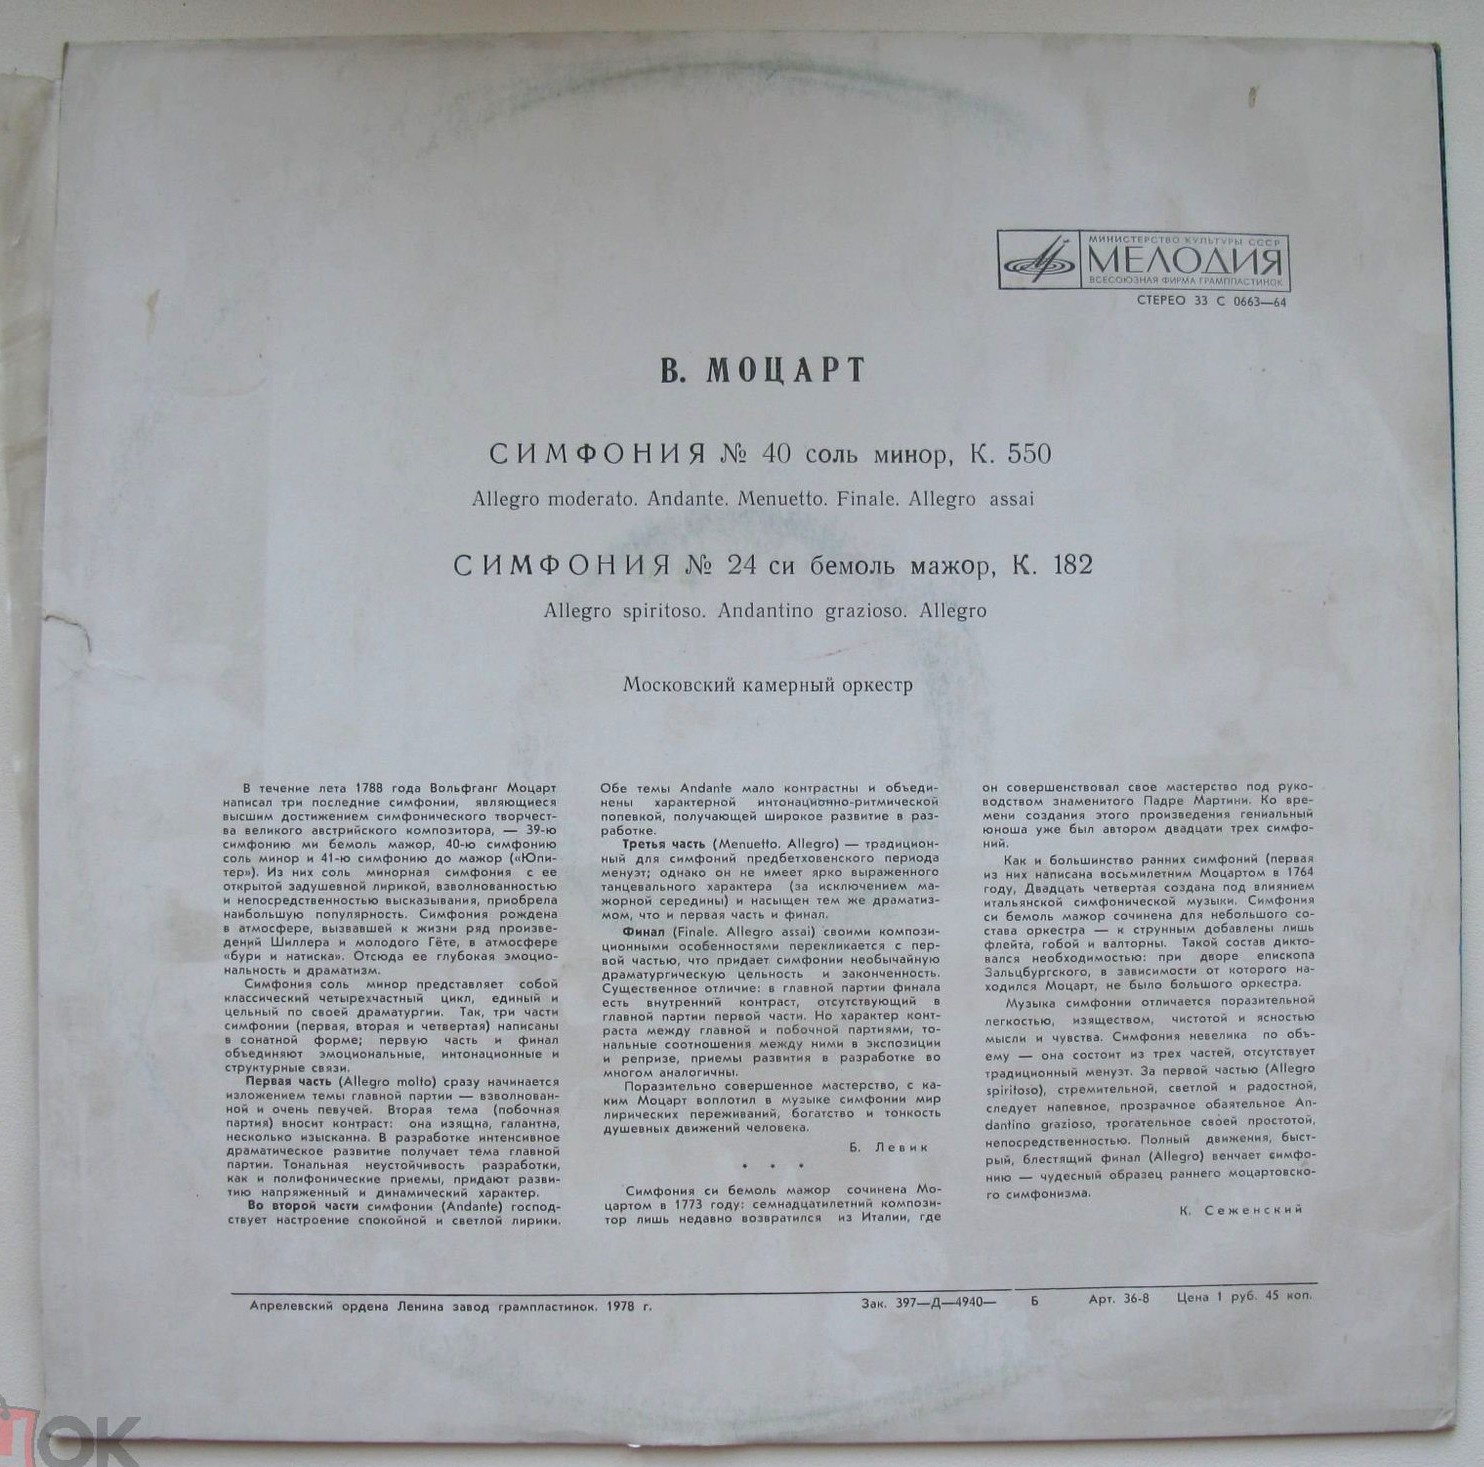 МИНИСТЕРСТВО КУЛЬТУРЫ СССР
МЕЛОДИЯ
ВСЕСОЮЗНАЯ ФИРМА ГРАМПЛАСТИНОК
СТЕРЕО 33 С 0663—64
В. МОЦАРТ
СИМФОНИЯ № 40 соль минор, К. 550
Allegro moderato. Andante. Menuetto. Finale. Allegro assai
СИМФОНИЯ № 24 си бемоль мажор, К. 182
Allegro spiritoso. Andantino grazioso. Allegro
Московский камерный оркестр
В течение лета 1788 года Вольфганг Моцарт
написал три последние симфонии, являющиеся
высшим достижением симфонического творчест-
ва великого австрийского композитора, — 39-ю
симфонию ми бемоль мажор, 40-ю симфонию
соль минор и 41-ю симфонию до мажор («Юпи-
тер»). Из них соль минорная симфония с ее
открытой задушевной лирикой, взволнованностью
и непосредственностью высказывания, приобрела
наибольшую популярность. Симфония рождена
в атмосфере, вызвавшей к жизни ряд произве-
дений Шиллера и молодого Гёте, в атмосфере
«бури и натиска». Отсюда ее глубокая эмоцио-
нальность и драматизм.
Симфония соль минор представляет собой
классический четырехчастный цикл, единый и
цельный по своей драматургии. Так, три части
симфонии (первая, вторая и четвертая) написаны
в сонатной форме; первую часть и финал
объединяют эмоциональные, интонационные и
структурные связи.
Первая часть (Allegro molto) сразу начинается
изложением темы главной партии — взволнован-
ной и очень певучей. Вторая тема (побочная
партия) вносит контраст: она изящна, галантна,
несколько изысканна. В разработке интенсивное
драматическое развитие получает тема главной
партии. Тональная неустойчивость разработки,
как и полифонические приемы, придают разви-
тию напряженный и динамический характер.
Во второй части симфонии (Andante) господ-
ствует настроение спокойной и светлой лирики.
Обе темы Andante мало контрастны и объеди-
нены характерной интонационно-ритмической
попевкой, получающей широкое развитие в раз-
работке.
Третья часть (Menuetto. Allegro) — традицион-
ный для симфоний предбетховенского периода
менуэт; однако он не имеет ярко выраженного
танцевального характера (за исключением ма-
жорной середины) и насыщен тем же драматиз-
мом, что и первая часть и финал.
Финал (Finale. Allegro assai) своими компози-
ционными особенностями перекликается с пер-
вой частью, что придает симфонии необычайную
драматургическую цельность и законченность.
Существенное отличие: в главной партии финала
есть внутренний контраст, отсутствующий в
главной партии первой части. Но характер конт-
раста между главной и побочной партиями, то-
нальные соотношения между ними в экспозиции
и репризе, приемы развития в разработке во
многом аналогичны.
Поразительно совершенное мастерство, с ка-
ким Моцарт воплотил в музыке симфонии мир
лирических переживаний, богатство и тонкость
душевных движений человека.
Б. Левик
• • •
Симфония си бемоль мажор сочинена Мо-
цартом в 1773 году: семнадцатилетний компози-
тор лишь недавно возвратился из Италии, где
он совершенствовал свое мастерство под руко-
водством знаменитого Падре Мартини. Ко вре-
мени создания этого произведения гениальный
юноша уже был автором двадцати трех симфо-
ний.
Как и большинство ранних симфоний (первая
из них написана восьмилетним Моцартом в 1764
году, Двадцать четвертая создана под влиянием
итальянской симфонической музыки. Симфония
си бемоль мажор сочинена для небольшого со-
става оркестра — к струнным добавлены лишь
флейта, гобой и валторны. Такой состав дикто-
вался необходимостью: при дворе епископа
Зальцбургского, в зависимости от которого на-
ходился Моцарт, не было большого оркестра.
Музыка симфонии отличается поразительной
легкостью, изяществом, чистотой и ясностью
мысли и чувства. Симфония невелика по объ-
ему — она состоит из трех частей, отсутствует
традиционный менуэт. За первой частью (Allegro
spiritoso), стремительной, светлой и радостной,
следует напевное, прозрачное обаятельное An-
dantino grazioso, трогательное своей простотой,
непосредственностью. Полный движения, быст-
рый, блестящий финал (Allegro) венчает симфо-
нию — чудесный образец раннего моцартовско-
го симфонизма.
К. Сеженский
Апрелевский ордена Ленина завод грампластинок. 1978 г.
Зак. 397—Д—4940— Б Арт. 36-8 Цена 1 руб. 45 коп.
1OK